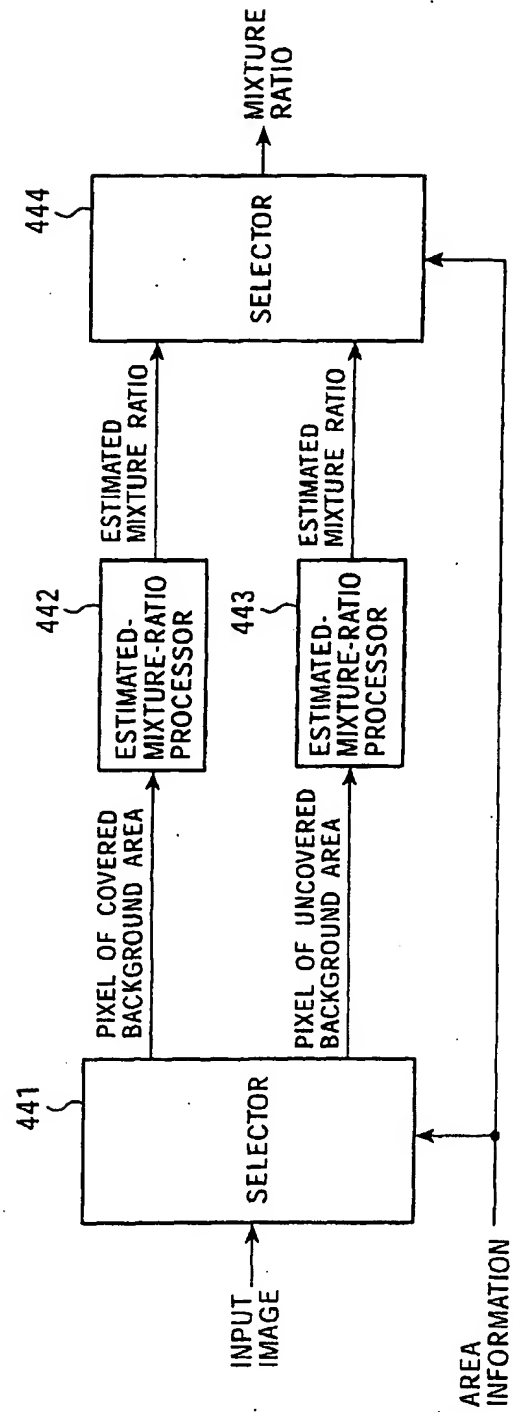 INPUT
IMAGE
441
SELECTOR
PIXEL OF COVERED
BACKGROUND AREA
PIXEL OF UNCOVERED
BACKGROUND AREA
442
ESTIMATED-
MIXTURE-RATIO
PROCESSOR
443
ESTIMATED-
MIXTURE-RATIO
PROCESSOR
ESTIMATED
MIXTURE RATIO
ESTIMATED
MIXTURE RATIO
444
SELECTOR
MIXTURE
RATIO
AREA
INFORMATION